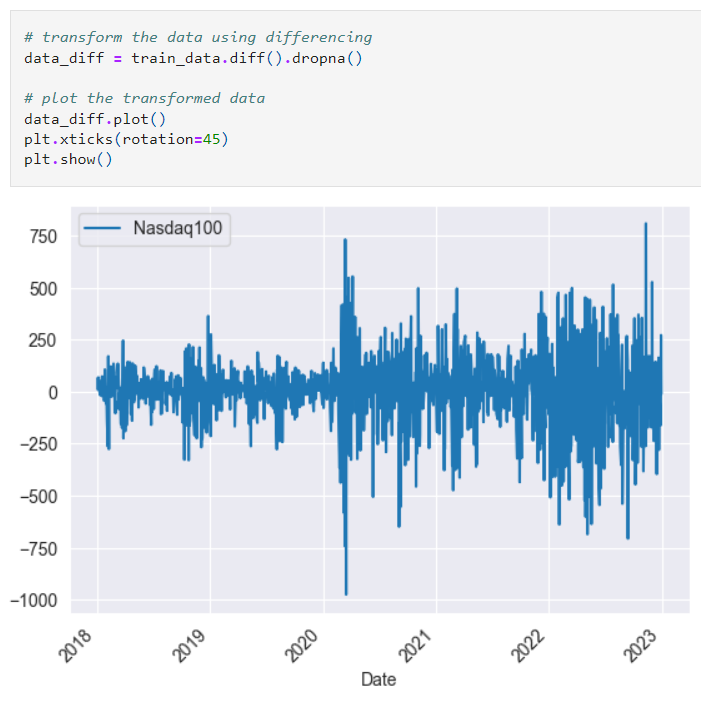 # transform the data using differencing
data_diff = train_data.diff().dropna()
# plot the transformed data
data_diff.plot()
plt.xticks(rotation=45)
plt.show()
Nasdaq100
750
500
250
0
−250
−500
−750
−1000
2018
2019
2020
2021
2022
2023
Date